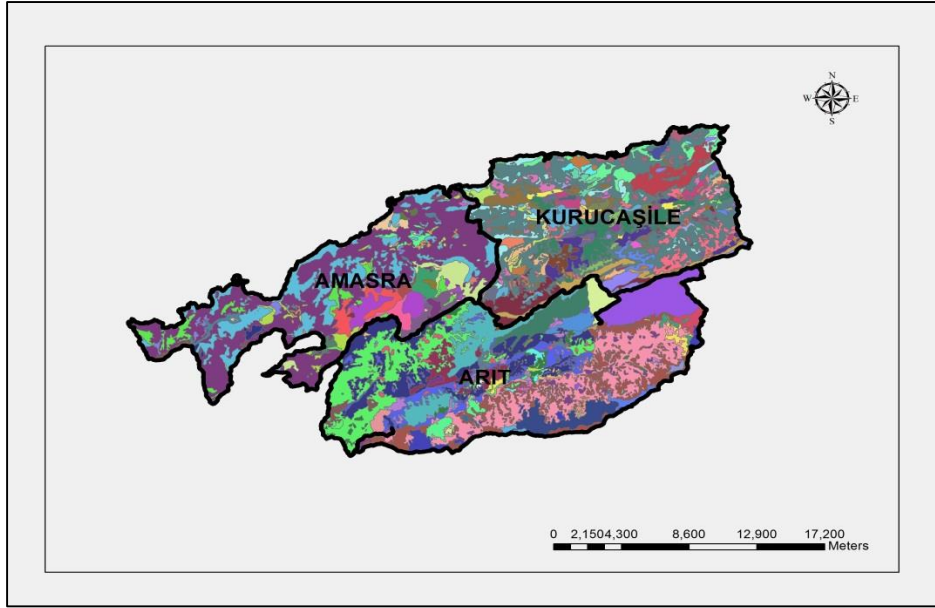 N
W E
S
KURUCAŞİLE
AMASRA
ARIT
0 2,1504,300 8,600 12,900 17,200
Meters